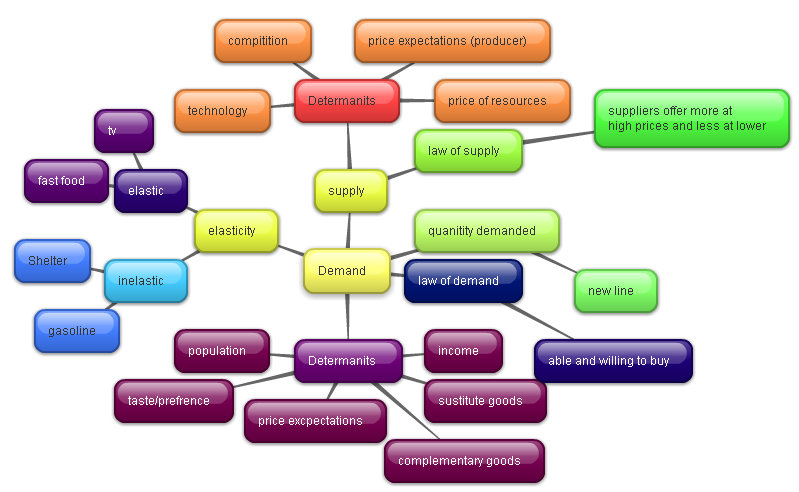 compitition
price expectations (producer)
Determanits
technology
price of resources
suppliers offer more at
high prices and less at lower
tv
law of supply
fast food
elastic
supply
elasticity
quanitity demanded
Shelter
inelastic
Demand
law of demand
new line
gasoline
population
Determanits
income
able and willing to buy
taste/prefrence
price excpectations
sustitute goods
complementary goods